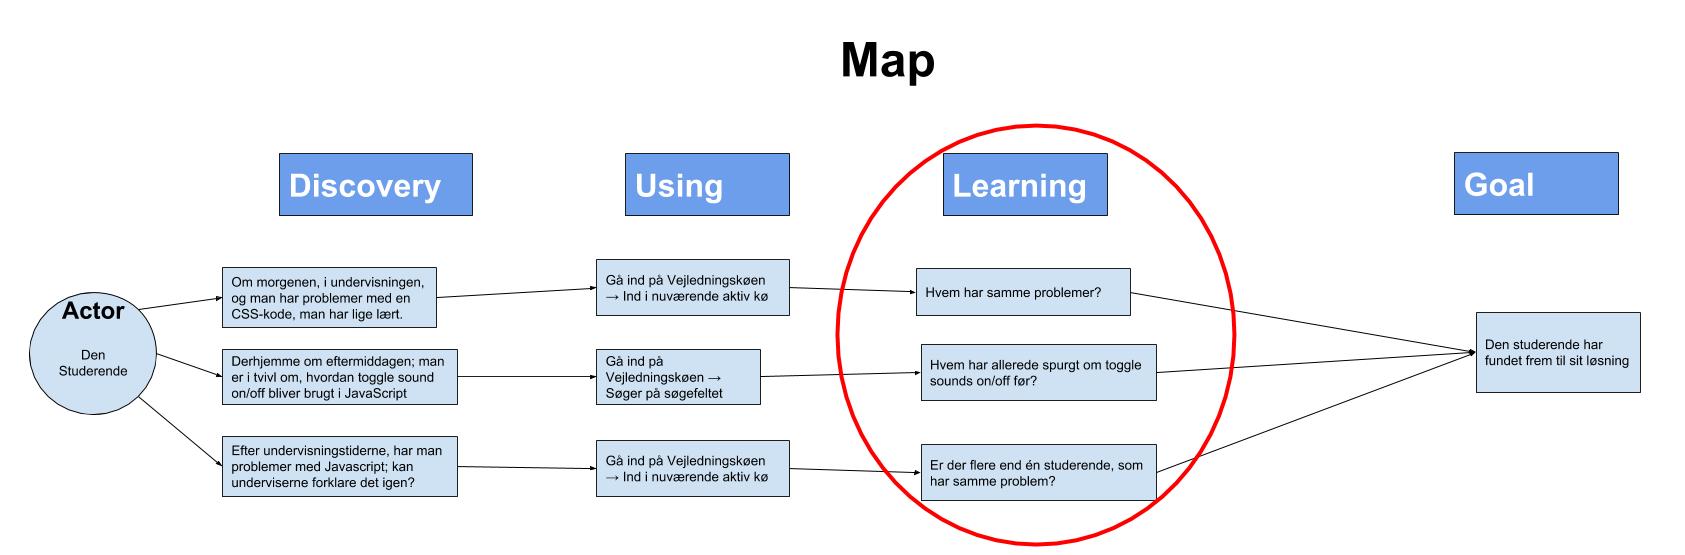 Map
Discovery
Using
Learning
Goal
Actor
Den
Studerende
Om morgenen, i undervisningen,
og man har problemer med en
CSS-kode, man har lige lært.
Gå ind på Vejledningskøen
→ Ind i nuværende aktiv kø
Hvem har samme problemer?
Derhjemme om eftermiddagen; man
er i tvivl om, hvordan toggle sound
on/off bliver brugt i JavaScript
Gå ind på
Vejledningskøen →
Søger på søgefeltet
Hvem har allerede spurgt om toggle
sounds on/off før?
Efter undervisningstiderne, har man
problemer med Javascript; kan
underviserne forklare det igen?
Gå ind på Vejledningskøen
→ Ind i nuværende aktiv kø
Er der flere end én studerende, som
har samme problem?
Den studerende har
fundet frem til sit løsning